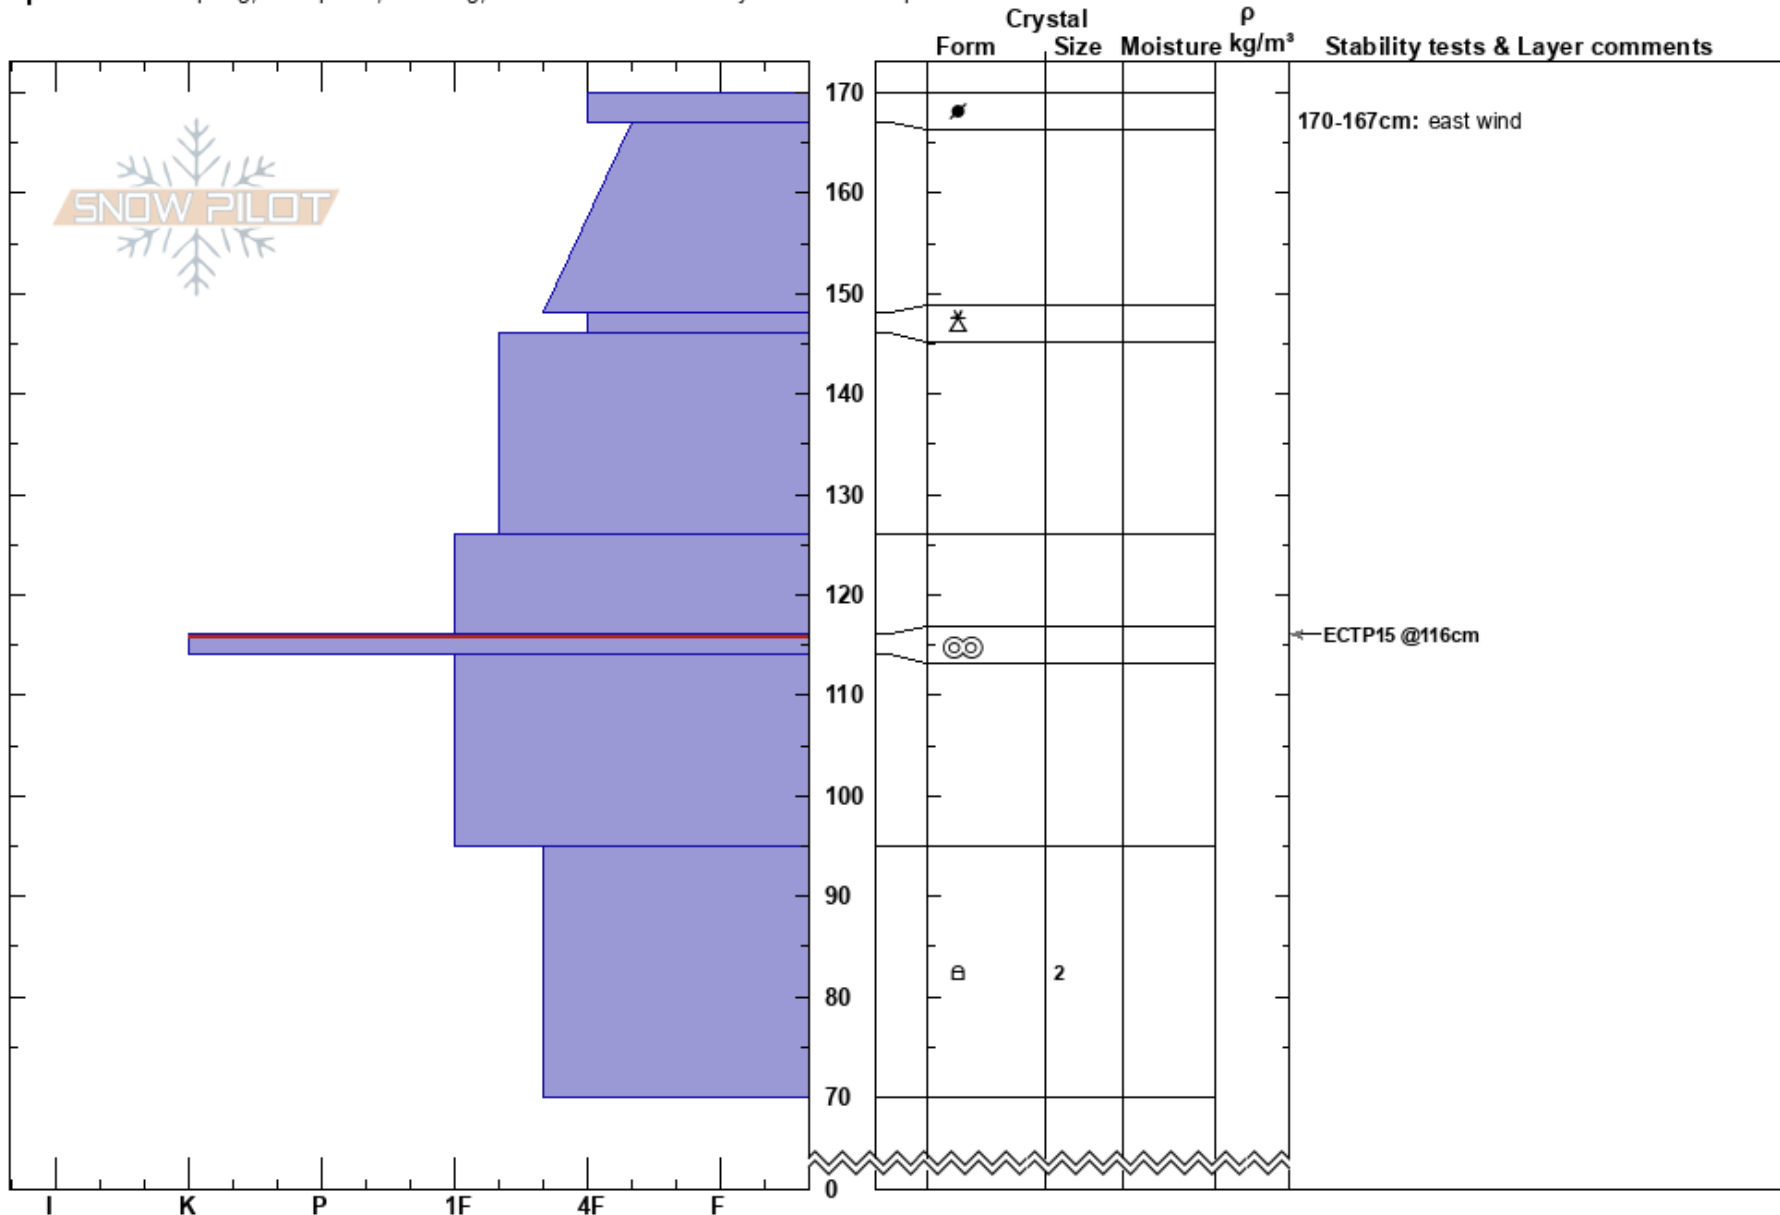 Crystal
ρ
Form Size Moisture kg/m³ Stability tests & Layer comments
170
170-167cm: east wind
SNOW PILOT
160
150
140
130
120
ECTP15 @116cm
110
100
90
2
80
70
0
I K P 1F 4F F